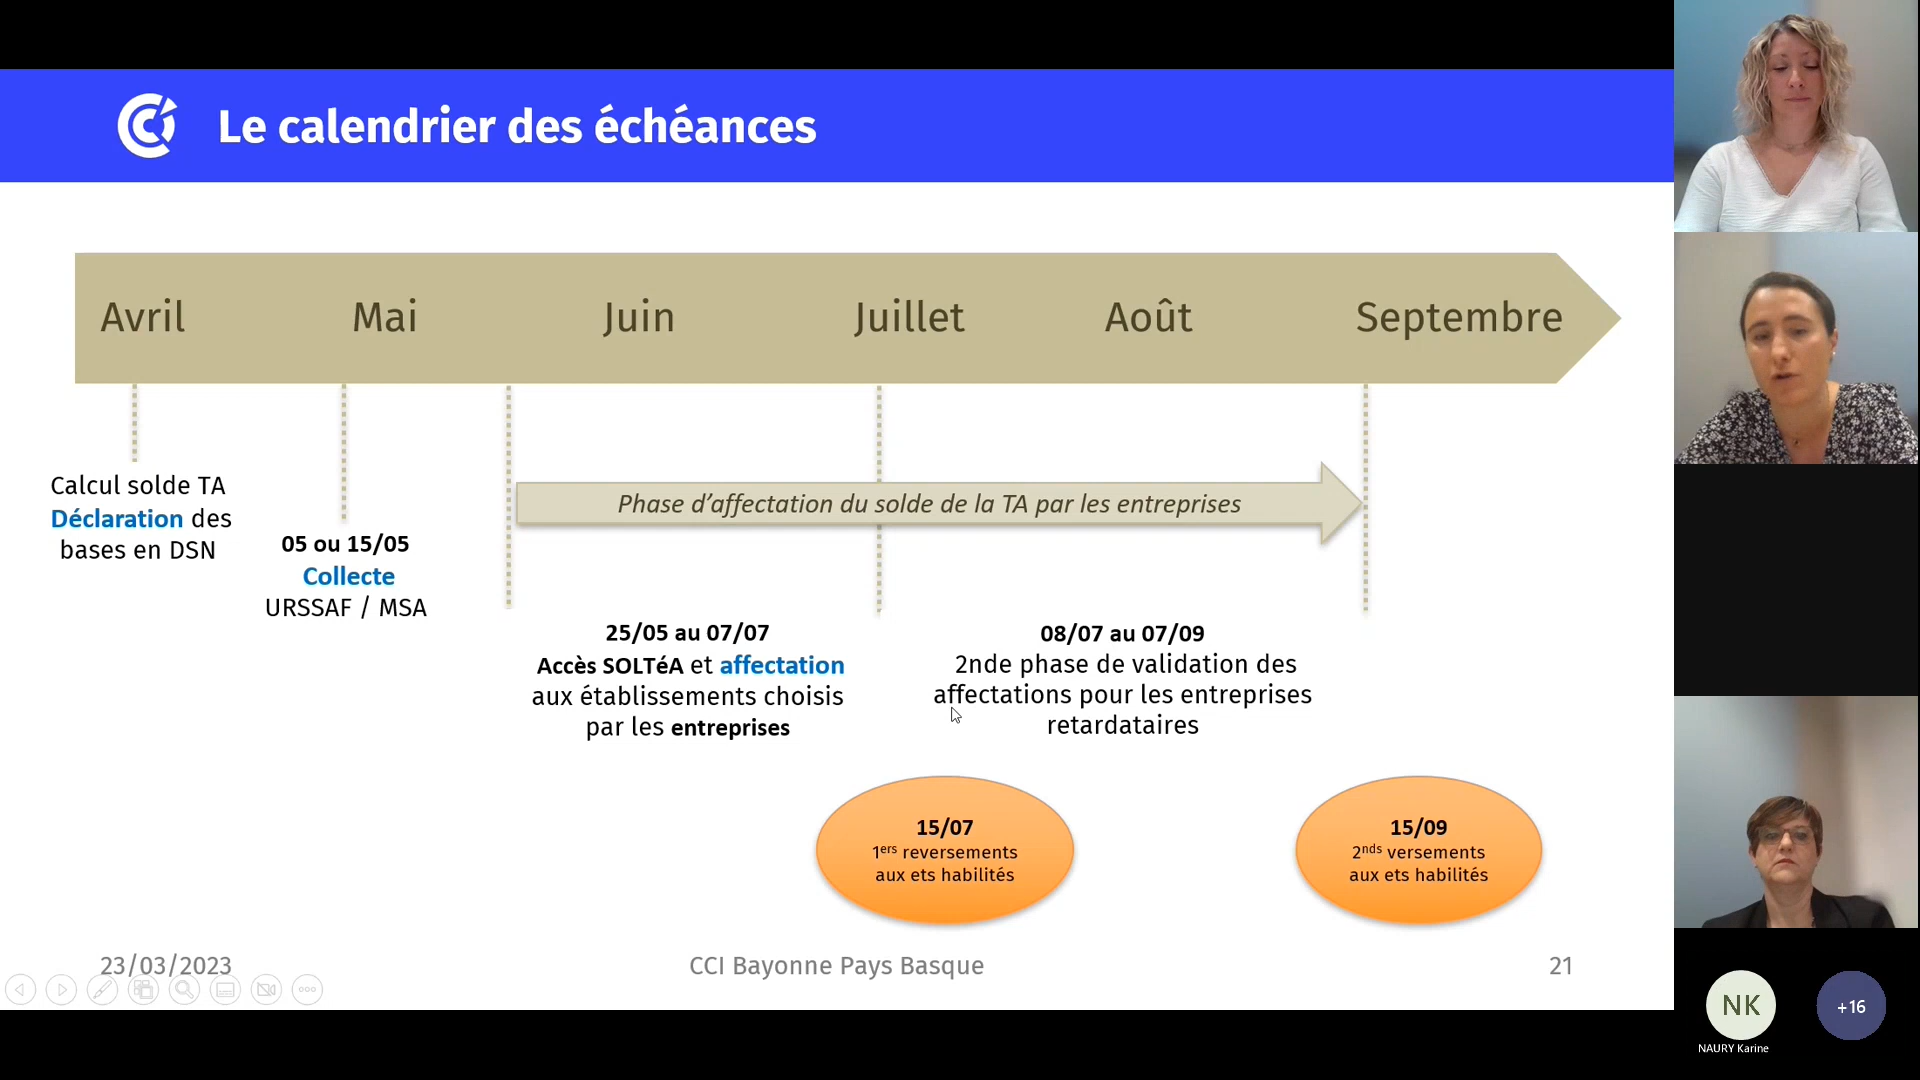 Le calendrier des échéances
Avril
Mai
Juin
Juillet
Août
Septembre
Phase d’affectation du solde de la TA par les entreprises
Calcul solde TA
Déclaration des
bases en DSN
05 ou 15/05
Collecte
URSSAF / MSA
25/05 au 07/07
Accès SOLTéA et affectation
aux établissements choisis
par les entreprises
08/07 au 07/09
2nde phase de validation des
affectations pour les entreprises
retardataires
15/07
1ers reversements
aux ets habilités
15/09
2nds versements
aux ets habilités
23/03/2023
CCI Bayonne Pays Basque
21
NK
NAURY Karine
+16